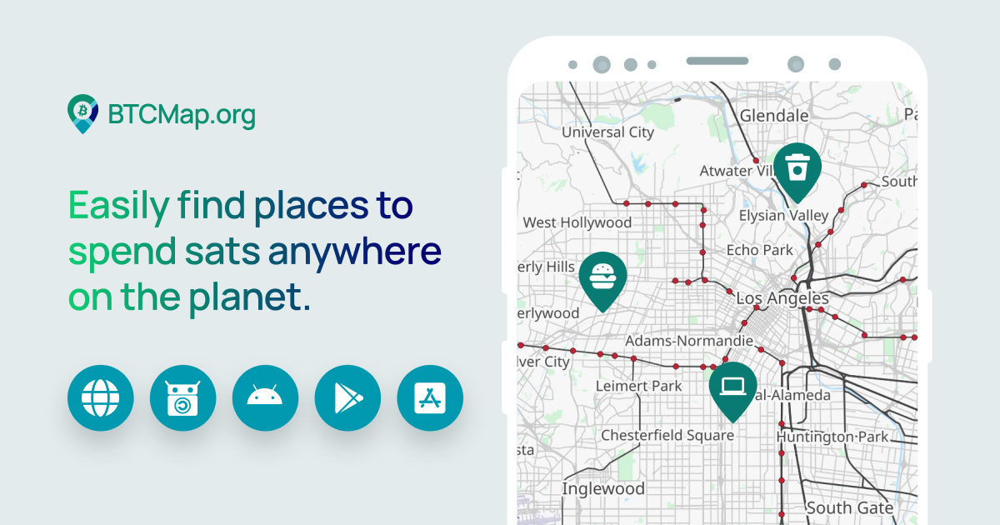 BTCMap.org
Easily find places to
spend sats anywhere
on the planet.
Glendale
Pa
Universal City
Atwater Vill
South
Elysian Valley
West Hollywood
Echo Park
erly Hills
Los Angeles
erlywood
Adams-Normandie
lver City
Leimert Park
al-Alameda
Chesterfield Square
Huntington Park
sta
Inglewood
South Gate